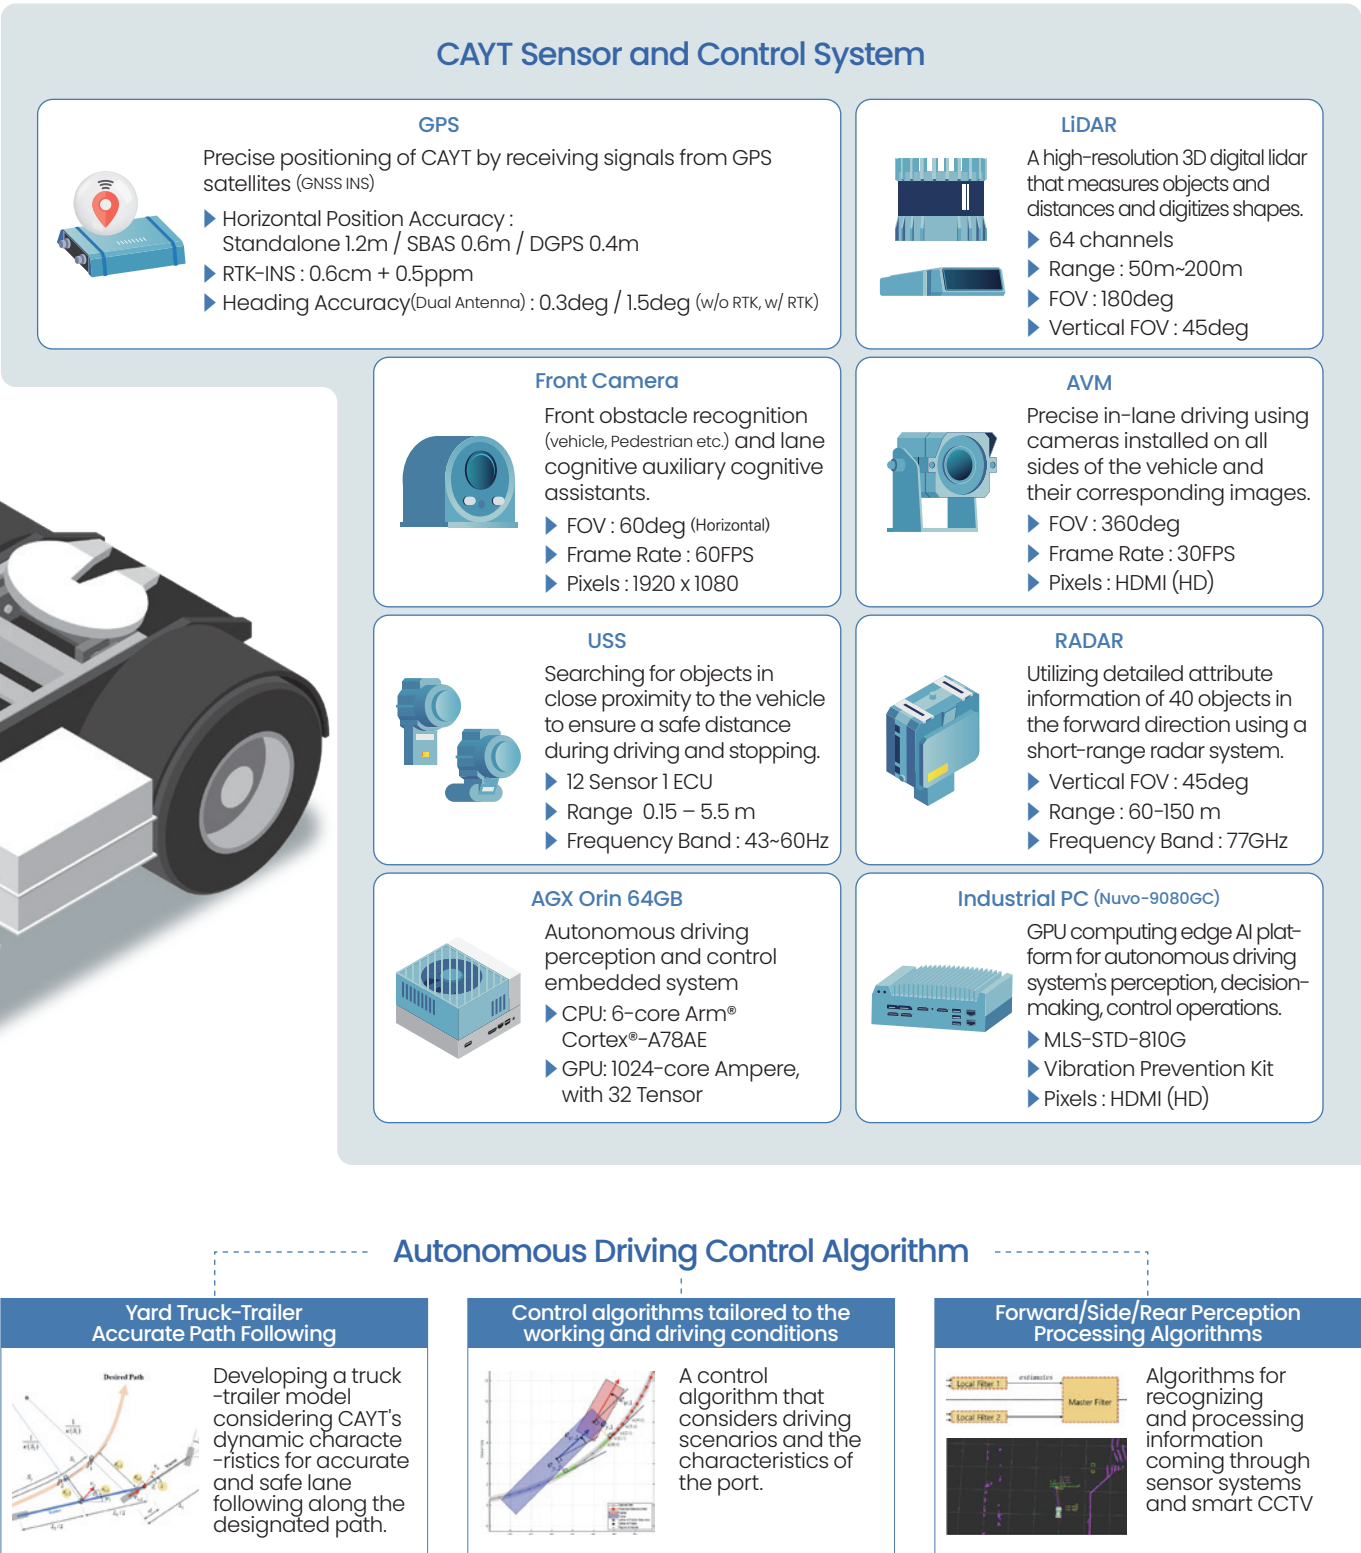 CAYT Sensor and Control System
GPS
Precise positioning of CAYT by receiving signals from GPS
satellites (GNSS INS)
Horizontal Position Accuracy :
Standalone 1.2m / SBAS 0.6m / DGPS 0.4m
RTK-INS : 0.6cm + 0.5ppm
Heading Accuracy(Dual Antenna) : 0.3deg / 1.5deg (w/o RTK, w/ RTK)
LiDAR
A high-resolution 3D digital lidar
that measures objects and
distances and digitizes shapes.
64 channels
Range : 50m~200m
FOV : 180deg
Vertical FOV : 45deg
Front Camera
Front obstacle recognition
(vehicle, Pedestrian etc.) and lane
cognitive auxiliary cognitive
assistants.
FOV : 60deg (Horizontal)
Frame Rate : 60FPS
Pixels : 1920 x 1080
AVM
Precise in-lane driving using
cameras installed on all
sides of the vehicle and
their corresponding images.
FOV : 360deg
Frame Rate : 30FPS
Pixels : HDMI (HD)
USS
Searching for objects in
close proximity to the vehicle
to ensure a safe distance
during driving and stopping.
12 Sensor 1 ECU
Range 0.15 – 5.5 m
Frequency Band : 43~60Hz
RADAR
Utilizing detailed attribute
information of 40 objects in
the forward direction using a
short-range radar system.
Vertical FOV : 45deg
Range : 60-150 m
Frequency Band : 77GHz
AGX Orin 64GB
Autonomous driving
perception and control
embedded system
CPU: 6-core Arm®
Cortex®-A78AE
GPU: 1024-core Ampere,
with 32 Tensor
Industrial PC (Nuvo-9080GC)
GPU computing edge AI plat-
form for autonomous driving
system's perception, decision-
making, control operations.
MLS-STD-810G
Vibration Prevention Kit
Pixels : HDMI (HD)
Autonomous Driving Control Algorithm
Yard Truck-Trailer
Accurate Path Following
Desired Path
Developing a truck
-trailer model
considering CAYT's
dynamic characte
-ristics for accurate
and safe lane
following along the
designated path.
Control algorithms tailored to the
working and driving conditions
A control
algorithm that
considers driving
scenarios and the
characteristics of
the port.
Forward/Side/Rear Perception
Processing Algorithms
Local Filter 1
estimates
Master Filter
Local Filter 2
Algorithms for
recognizing
and processing
information
coming through
sensor systems
and smart CCTV